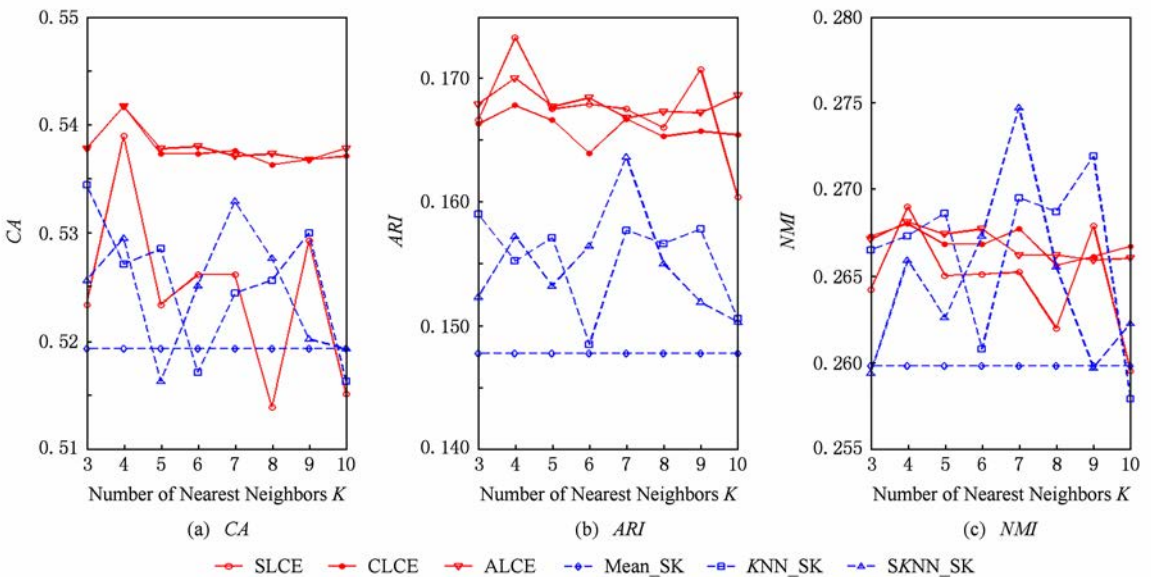 0.55
0.54
0.53
0.52
0.51
CA
3 4 5 6 7 8 9 10
Number of Nearest Neighbors K
(a) CA
0.175
0.170
0.160
0.150
0.140
ARI
3 4 5 6 7 8 9 10
Number of Nearest Neighbors K
(b) ARI
0.280
0.275
0.270
0.265
0.260
0.255
NMI
3 4 5 6 7 8 9 10
Number of Nearest Neighbors K
(c) NMI
SLCE CLCE ALCE Mean_SK KNN_SK SKNN_SK